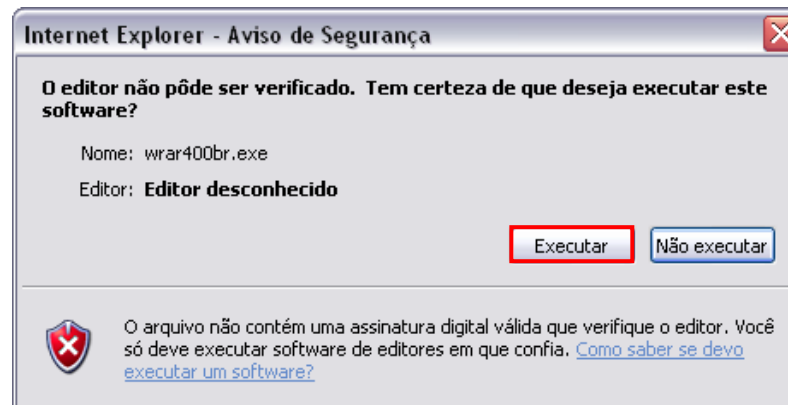 Internet Explorer - Aviso de Segurança
O editor não pôde ser verificado.  Tem certeza de que deseja executar este
software?
Nome: wrar400br.exe
Editor: Editor desconhecido
Executar Não executar
O arquivo não contém uma assinatura digital válida que verifique o editor. Você
só deve executar software de editores em que confia. Como saber se devo
executar um software?